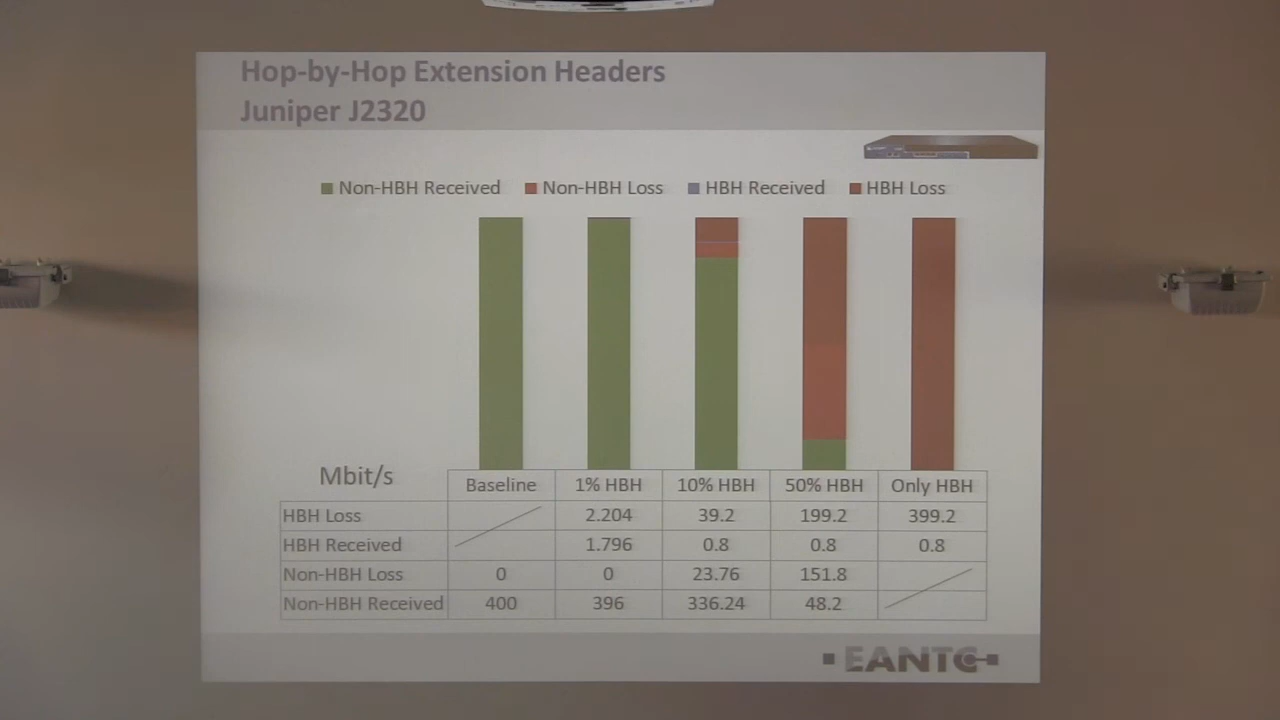 Hop-by-Hop Extension Headers
Juniper J2320
Non-HBH Received Non-HBH Loss HBH Received HBH Loss
Mbit/s Baseline 1% HBH 10% HBH 50% HBH Only HBH
HBH Loss 2.204 39.2 199.2 399.2
HBH Received 1.796 0.8 0.8 0.8
Non-HBH Loss 0 0 23.76 151.8
Non-HBH Received 400 396 336.24 48.2
EANTC